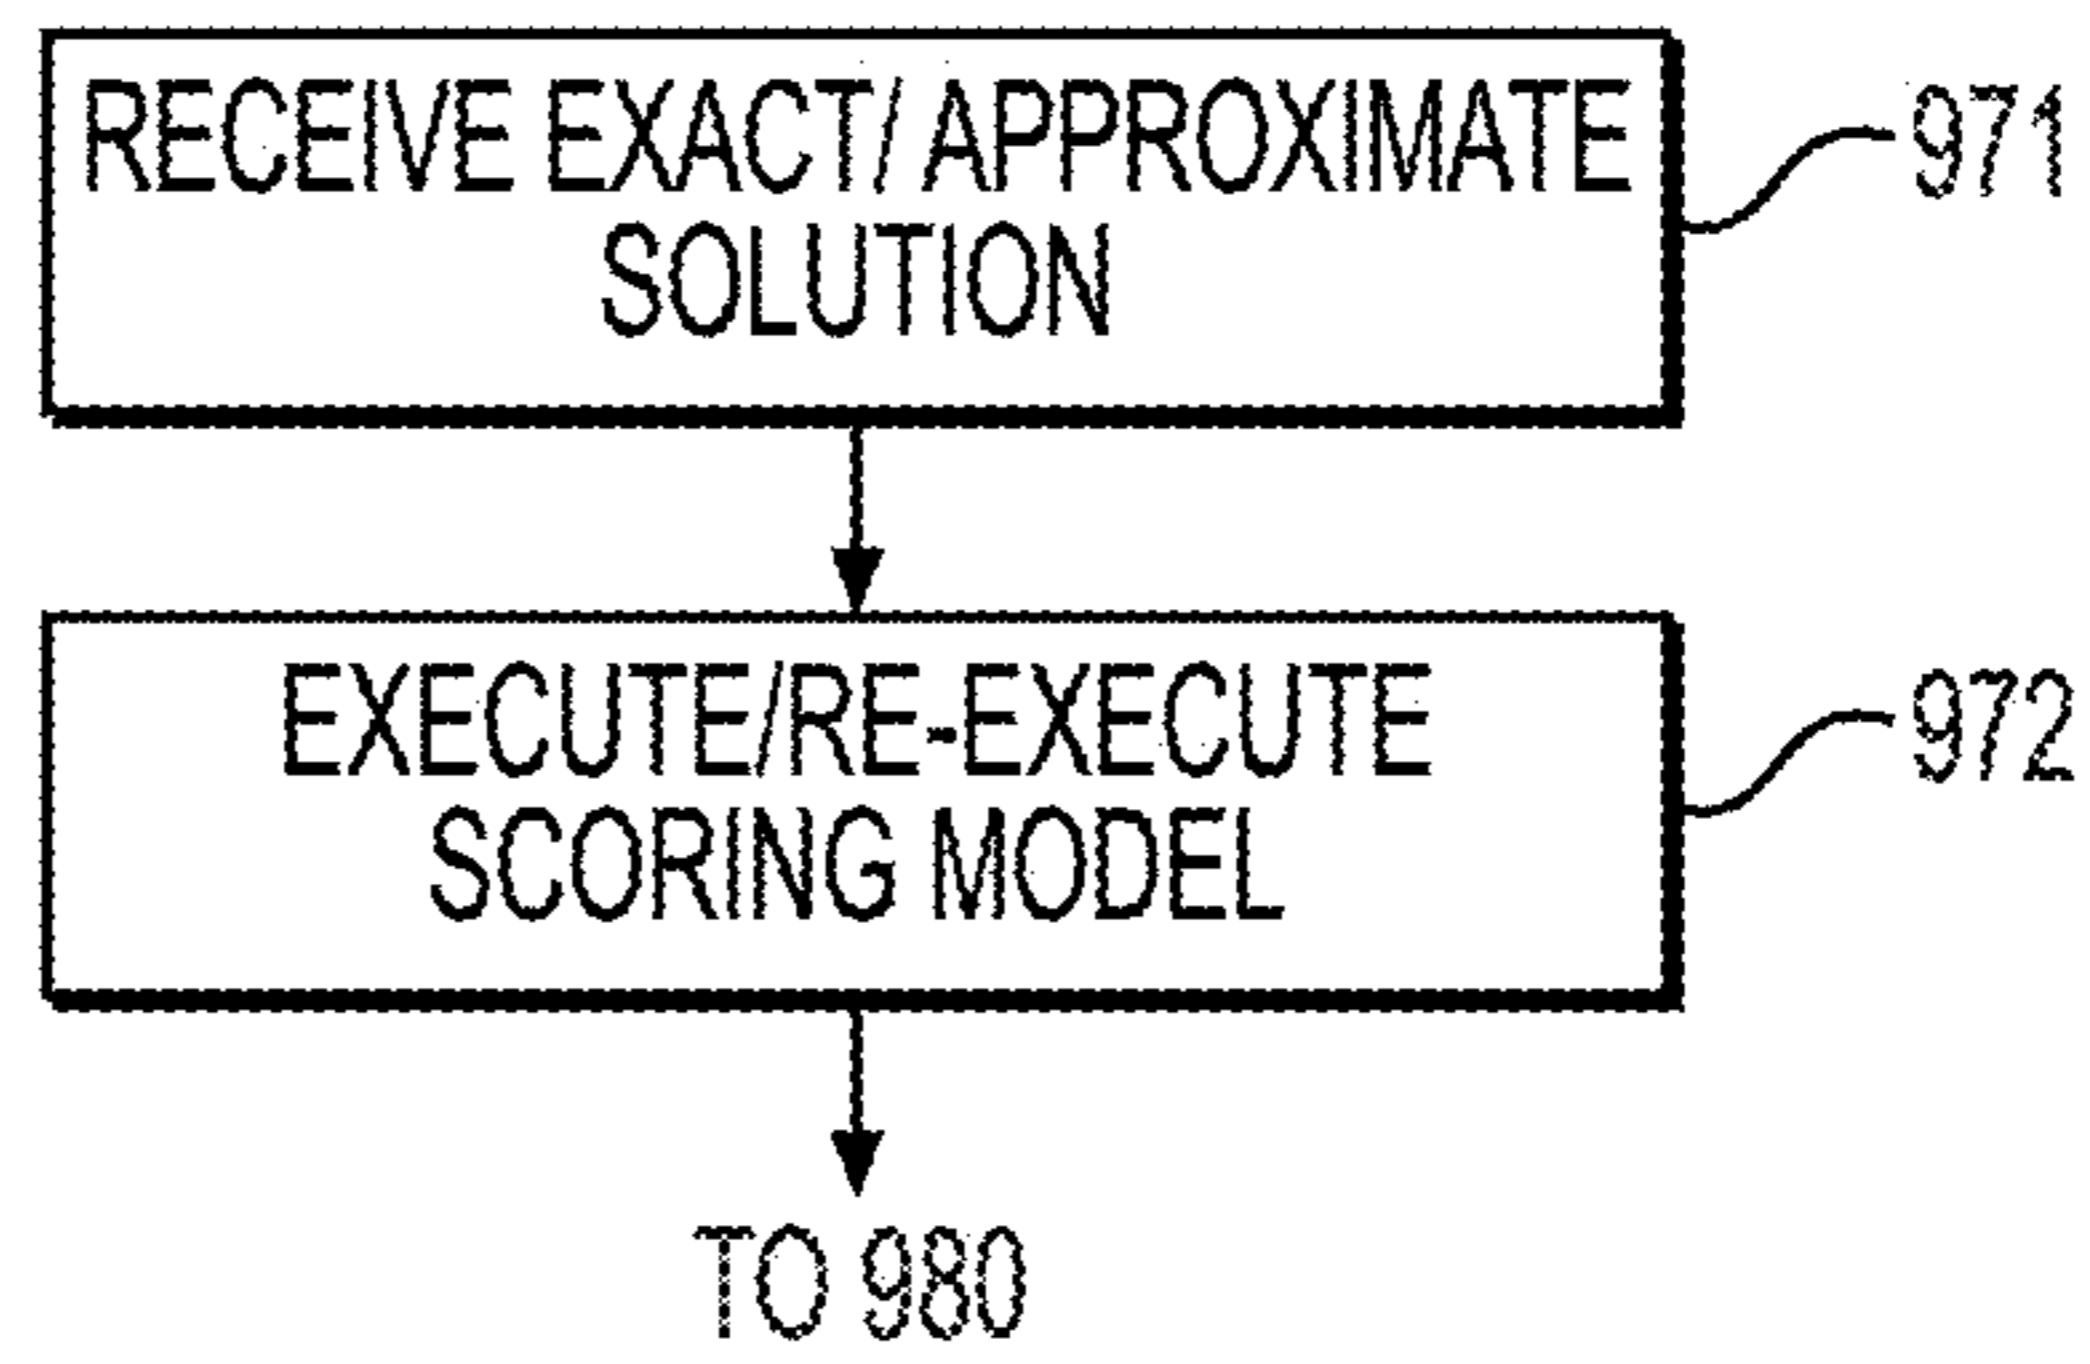 RECEIVE EXACT/ APPROXIMATE
SOLUTION
971
EXECUTE/RE-EXECUTE
SCORING MODEL
972
TO 980